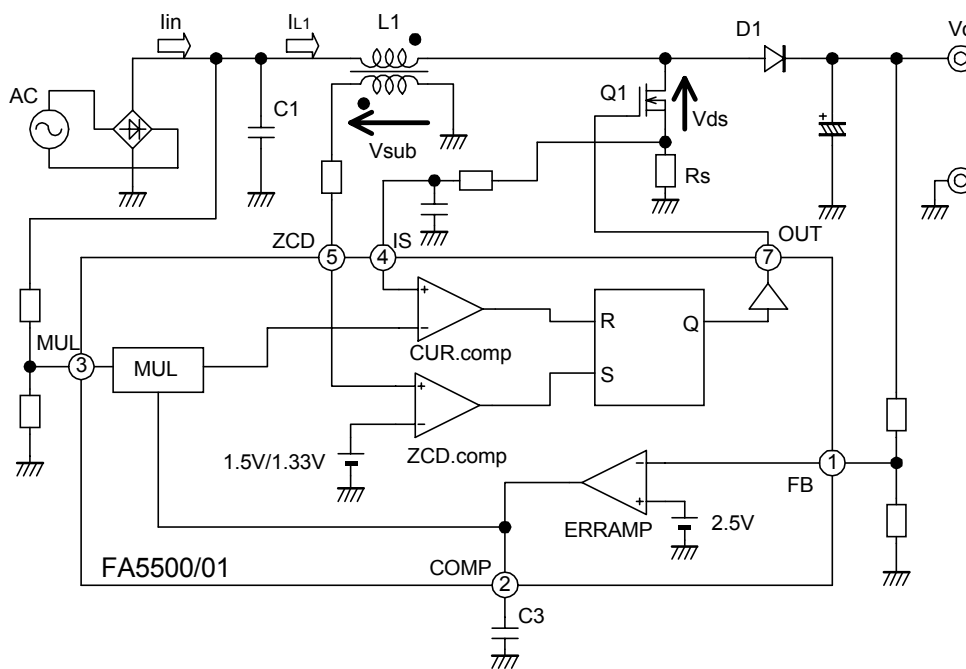 Iin
IL1
L1
D1
AC
C1
Vsub
Q1
Vds
Rs
ZCD
5
IS
4
OUT
7
MUL
3
MUL
CUR.comp
R
Q
S
ZCD.comp
1.5V/1.33V
FB
1
ERRAMP
2.5V
FA5500/01
COMP
2
C3